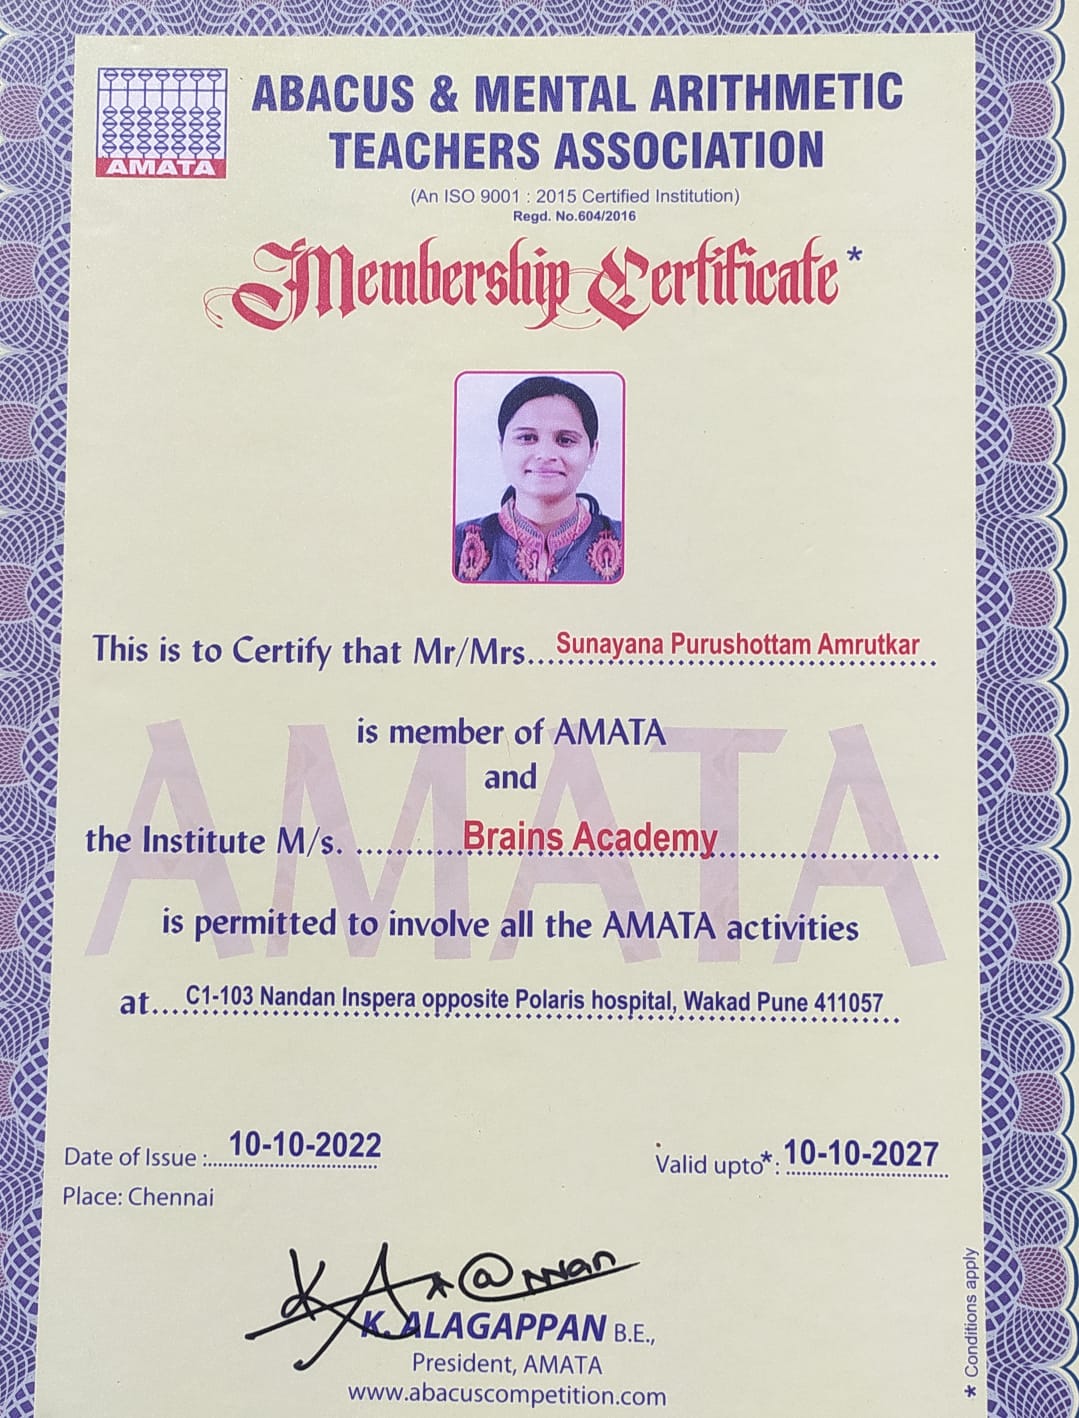 AMATA
ABACUS & MENTAL ARITHMETIC
TEACHERS ASSOCIATION
(An ISO 9001 : 2015 Certified Institution)
Regd. No.604/2016
Membership Certificate*
This is to Certify that Mr/Mrs... Sunayana Purushottam Amrutkar
AMATA
is member of AMATA
and
the Institute M/s. ..........Brains Academy
is permitted to involve all the AMATA activities
at... C1-103 Nandan Inspera opposite Polaris hospital, Wakad Pune 411057
Date of Issue : 10-10-2022
Valid upto*: 10-10-2027
Place: Chennai
K. ALAGAPPAN B.E.,
President, AMATA
www.abacuscompetition.com
* Conditions apply